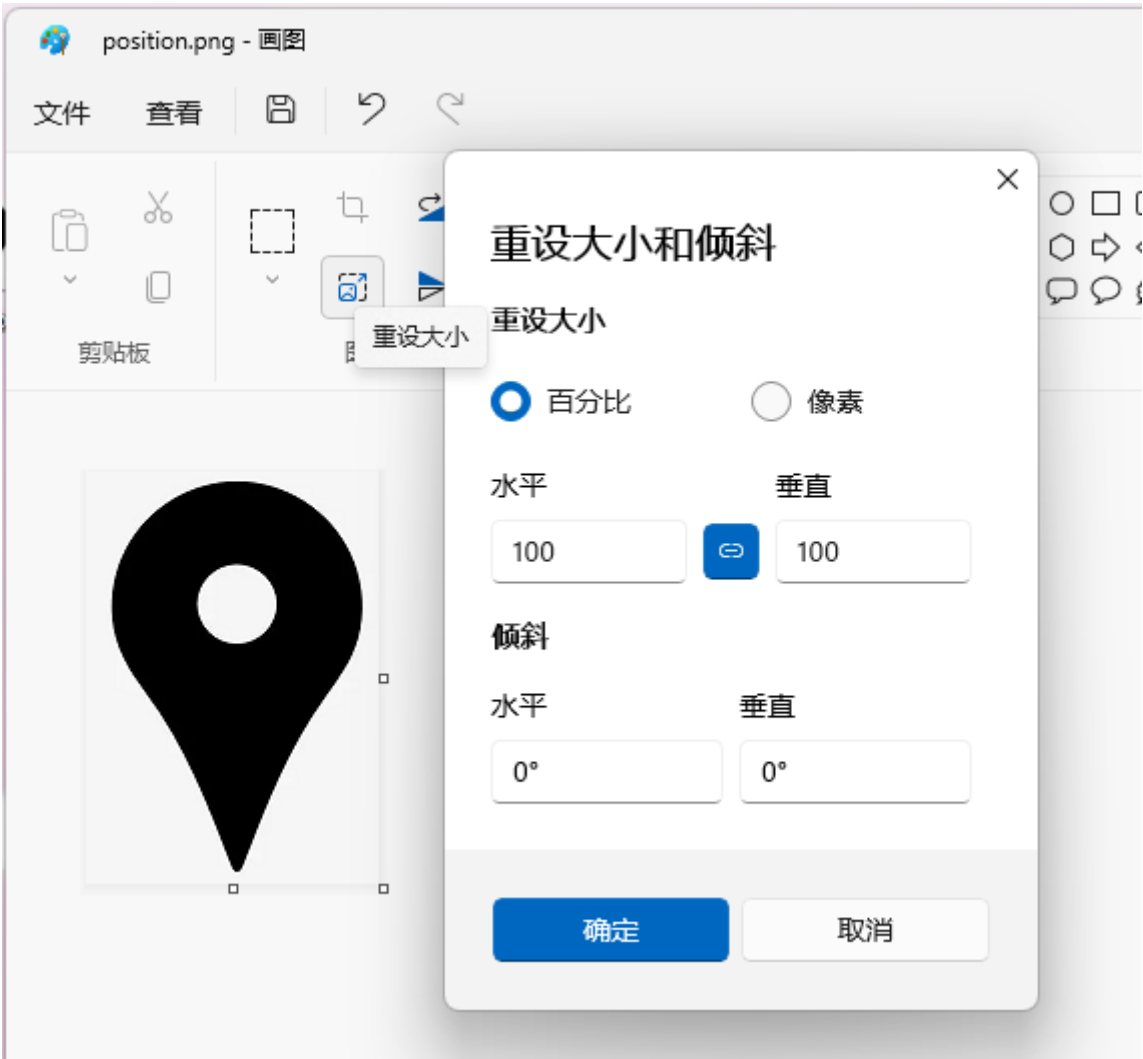 position.png - 画图
文件 查看
重设大小和倾斜
重设大小
重设大小
剪贴板
百分比 像素
水平 垂直
100 100
倾斜
水平 垂直
0° 0°
确定 取消